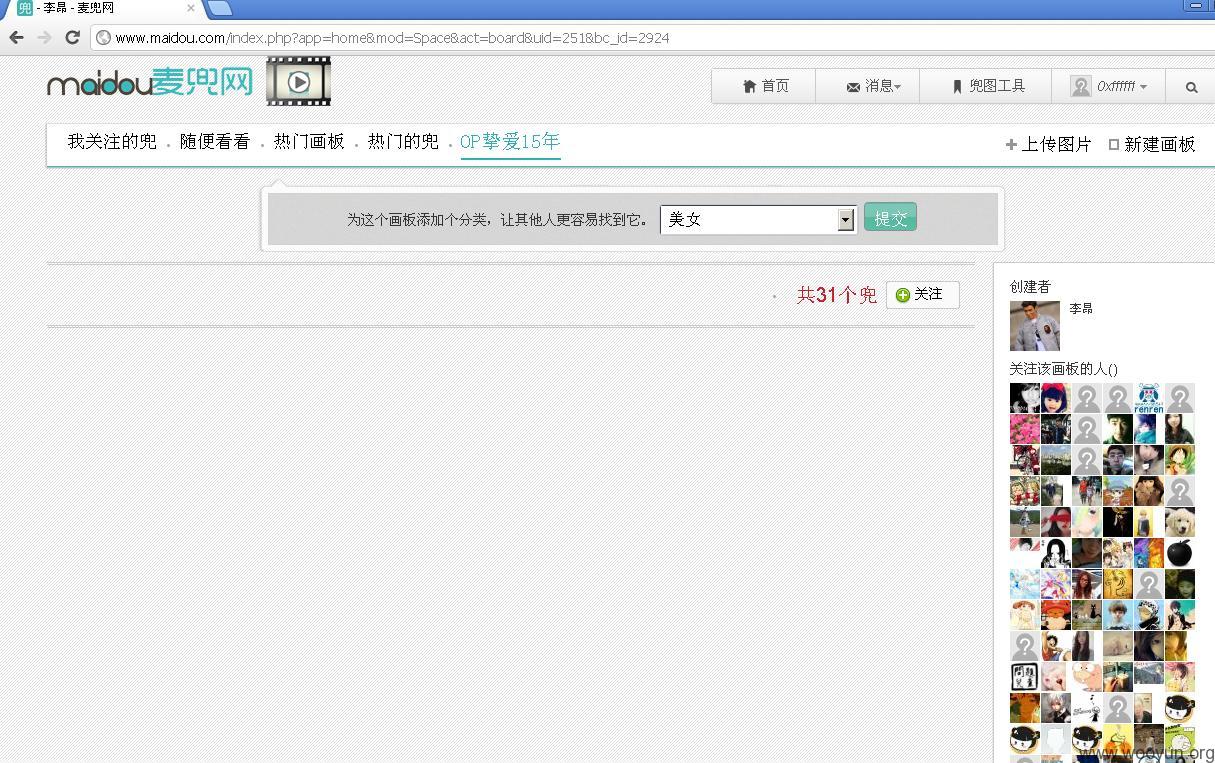 兜 - 李昂 - 麦兜网
www.maidou.com/index.php?app=home&mod=Space&act=board&uid=251&bc_id=2924
maidou麦兜网
首页 消息 兜图工具 0xffffff
我关注的兜 . 随便看看 . 热门画板 . 热门的兜 . OP挚爱15年
上传图片 新建画板
为这个画板添加个分类，让其他人更容易找到它。 美女 提交
共31个兜 关注
创建者
李昂
关注该画板的人()
renren
www.wooyun.org